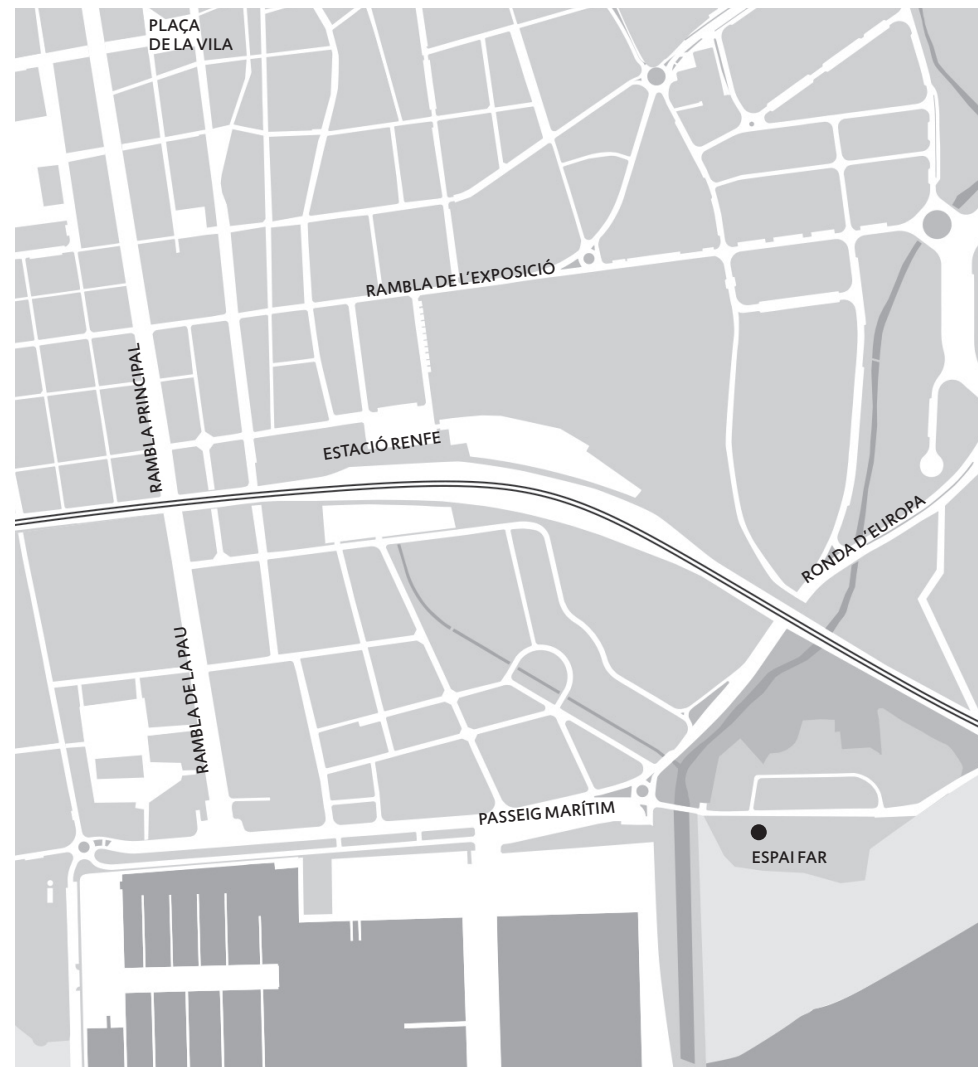 PLAÇA
DE LA VILA
RAMBLA DE L'EXPOSICIÓ
RAMBLA PRINCIPAL
ESTACIÓ RENFE
RONDA D'EUROPA
RAMBLA DE LA PAU
PASSEIG MARÍTIM
ESPAI FAR